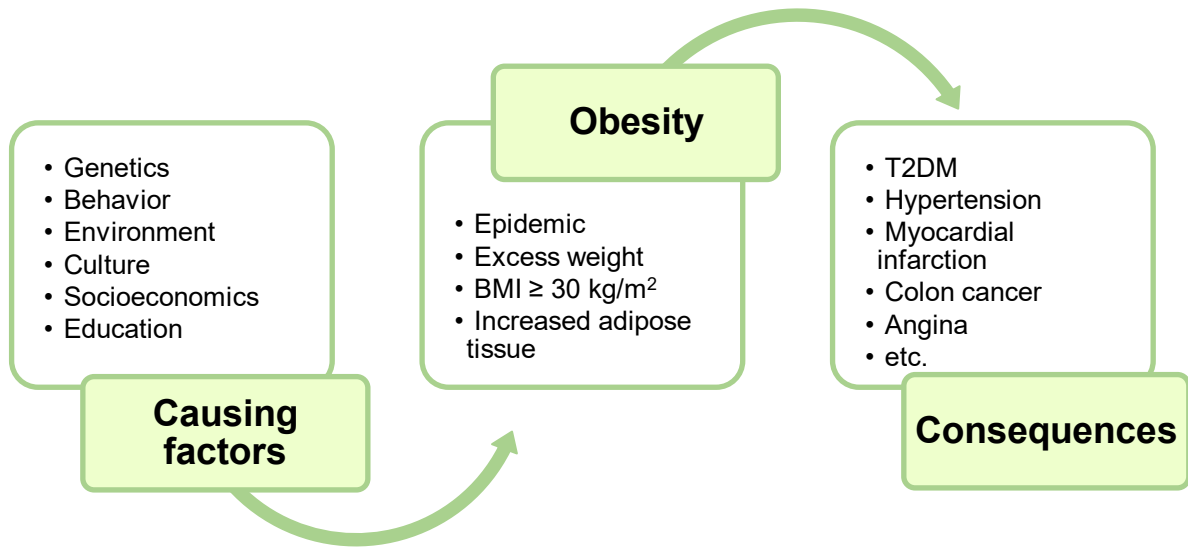 • Genetics
• Behavior
• Environment
• Culture
• Socioeconomics
• Education
Causing
factors
Obesity
• Epidemic
• Excess weight
• BMI ≥ 30 kg/m²
• Increased adipose
tissue
• T2DM
• Hypertension
• Myocardial
infarction
• Colon cancer
• Angina
• etc.
Consequences